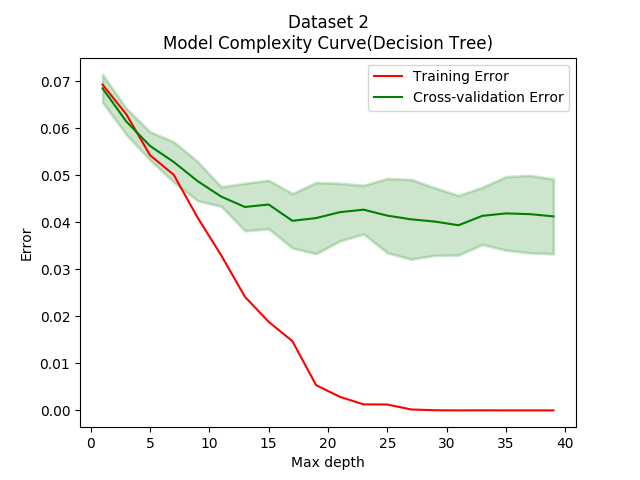 Dataset 2
Model Complexity Curve(Decision Tree)
Training Error
Cross-validation Error
Error
0.07
0.06
0.05
0.04
0.03
0.02
0.01
0.00
0 5 10 15 20 25 30 35 40
Max depth